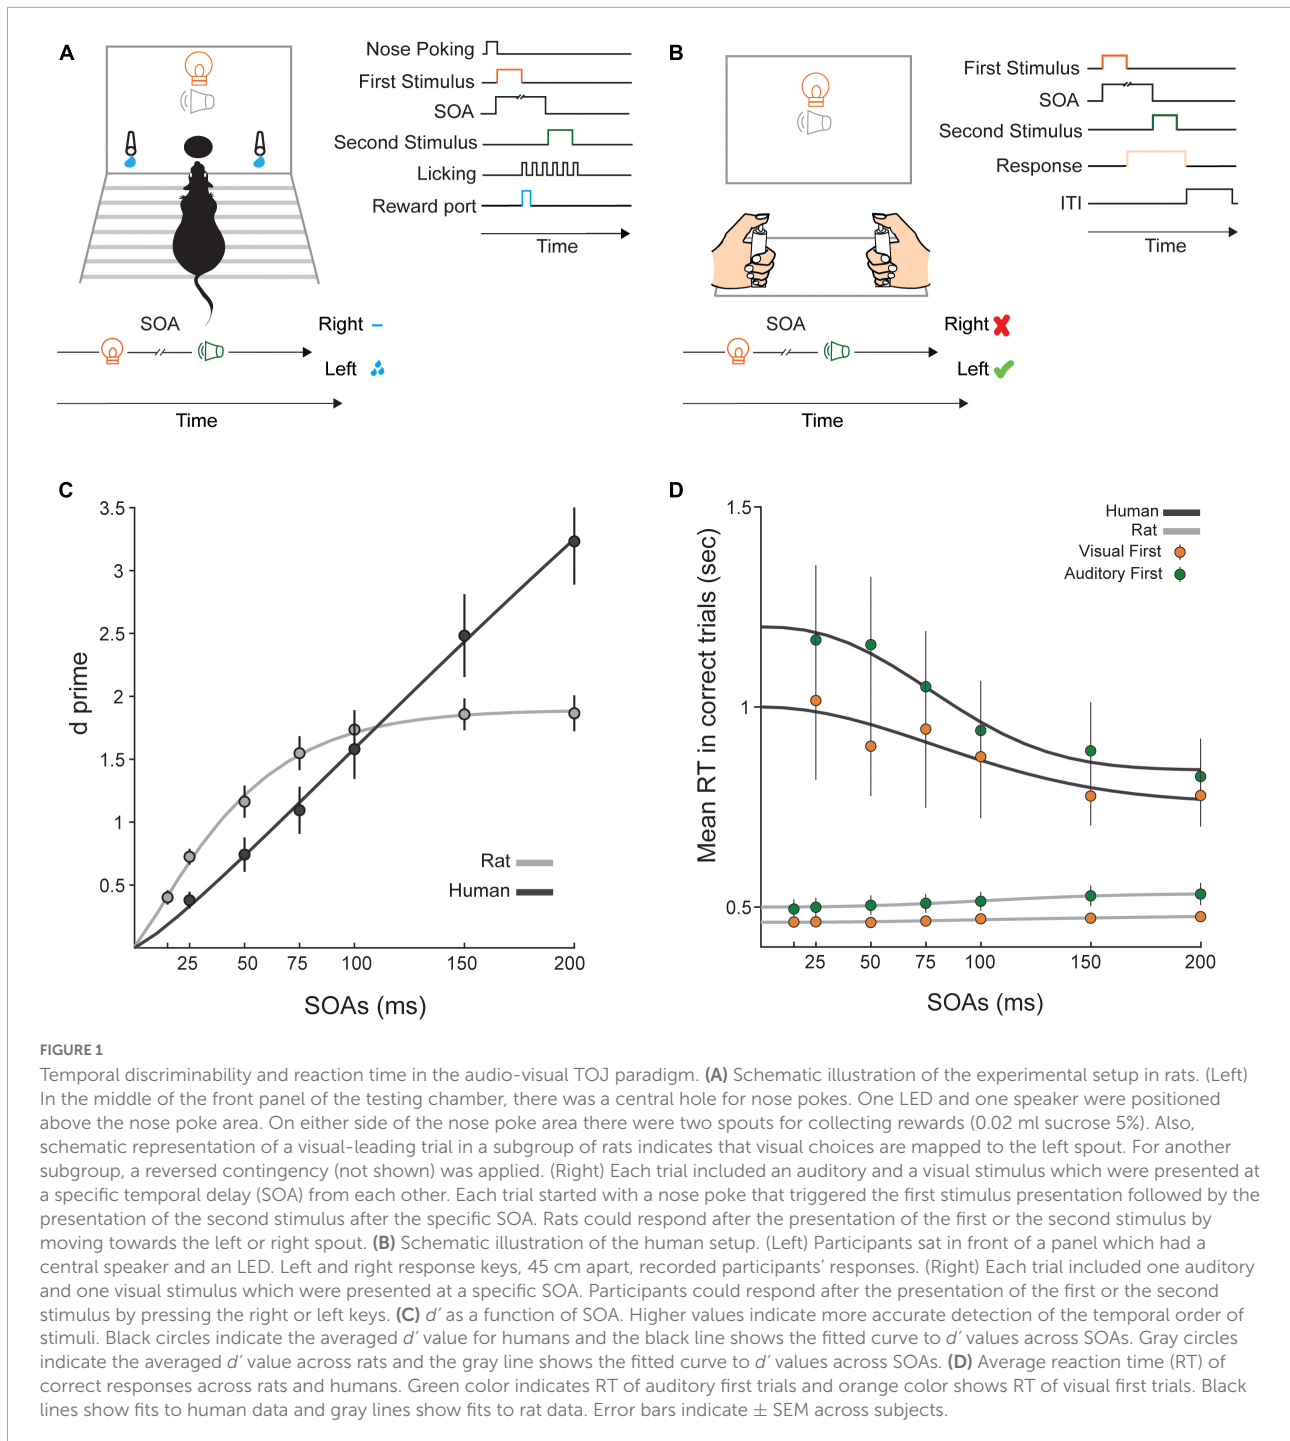 A
Nose Poking
First Stimulus
SOA
Second Stimulus
Licking
Reward port
Time
SOA
Right
Left
Time
B
First Stimulus
SOA
Second Stimulus
Response
ITI
Time
SOA
Right
Left
Time
C
3.5
3
2.5
2
1.5
1
0.5
d prime
Rat
Human
25 50 75 100 150 200
SOAs (ms)
D
1.5
1
0.5
Mean RT in correct trials (sec)
Human
Rat
Visual First
Auditory First
25 50 75 100 150 200
SOAs (ms)
FIGURE 1
Temporal discriminability and reaction time in the audio-visual TOJ paradigm. (A) Schematic illustration of the experimental setup in rats. (Left)
In the middle of the front panel of the testing chamber, there was a central hole for nose pokes. One LED and one speaker were positioned
above the nose poke area. On either side of the nose poke area there were two spouts for collecting rewards (0.02 ml sucrose 5%). Also,
schematic representation of a visual-leading trial in a subgroup of rats indicates that visual choices are mapped to the left spout. For another
subgroup, a reversed contingency (not shown) was applied. (Right) Each trial included an auditory and a visual stimulus which were presented at
a specific temporal delay (SOA) from each other. Each trial started with a nose poke that triggered the first stimulus presentation followed by the
presentation of the second stimulus after the specific SOA. Rats could respond after the presentation of the first or the second stimulus by
moving towards the left or right spout. (B) Schematic illustration of the human setup. (Left) Participants sat in front of a panel which had a
central speaker and an LED. Left and right response keys, 45 cm apart, recorded participants' responses. (Right) Each trial included one auditory
and one visual stimulus which were presented at a specific SOA. Participants could respond after the presentation of the first or the second
stimulus by pressing the right or left keys. (C) d′ as a function of SOA. Higher values indicate more accurate detection of the temporal order of
stimuli. Black circles indicate the averaged d′ value for humans and the black line shows the fitted curve to d′ values across SOAs. Gray circles
indicate the averaged d′ value across rats and the gray line shows the fitted curve to d′ values across SOAs. (D) Average reaction time (RT) of
correct responses across rats and humans. Green color indicates RT of auditory first trials and orange color shows RT of visual first trials. Black
lines show fits to human data and gray lines show fits to rat data. Error bars indicate ± SEM across subjects.